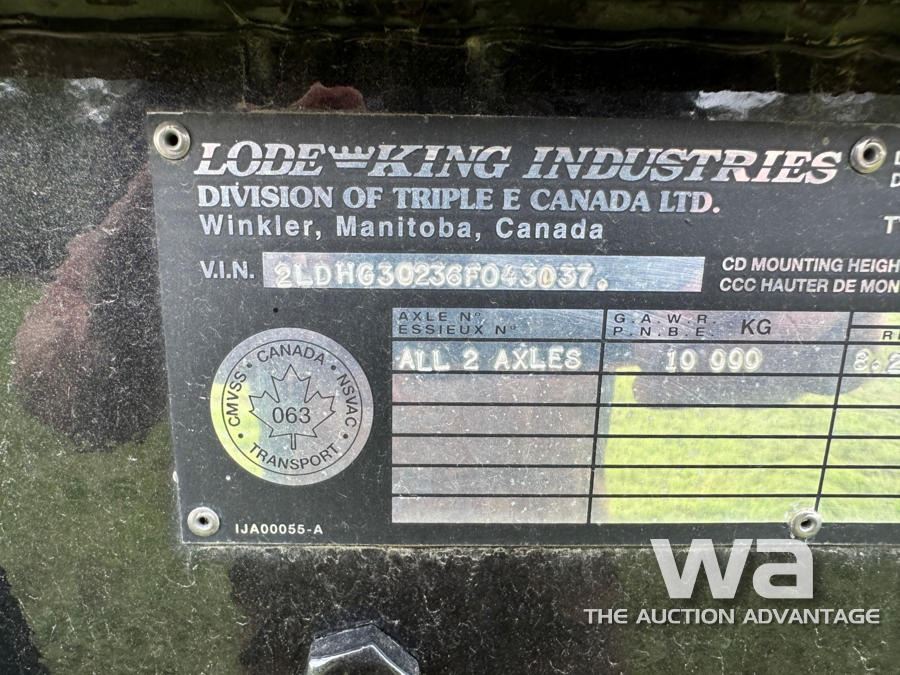 LODE KING INDUSTRIES
DIVISION OF TRIPLE E CANADA LTD.
Winkler, Manitoba, Canada
V.I.N. 2LDHG30236F043037.
CD MOUNTING HEIGH
CCC HAUTER DE MON
AXLE Nº
ESSIEUX Nº
G.A.W.R.
P.N.B.E. KG
ALL 2 AXLES 10 000
CANADA
CMVSS
NSVAC
063
TRANSPORT
IJA00055-A
wa
THE AUCTION ADVANTAGE